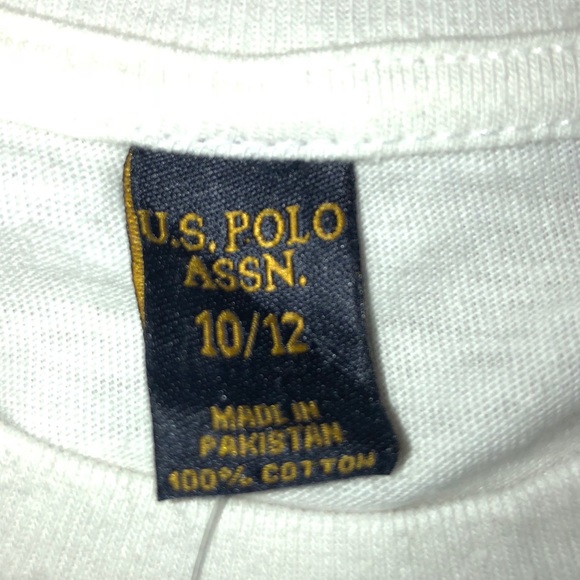 U.S. POLO
ASSN.
10/12
MADE IN
PAKISTAN
100% COTTON